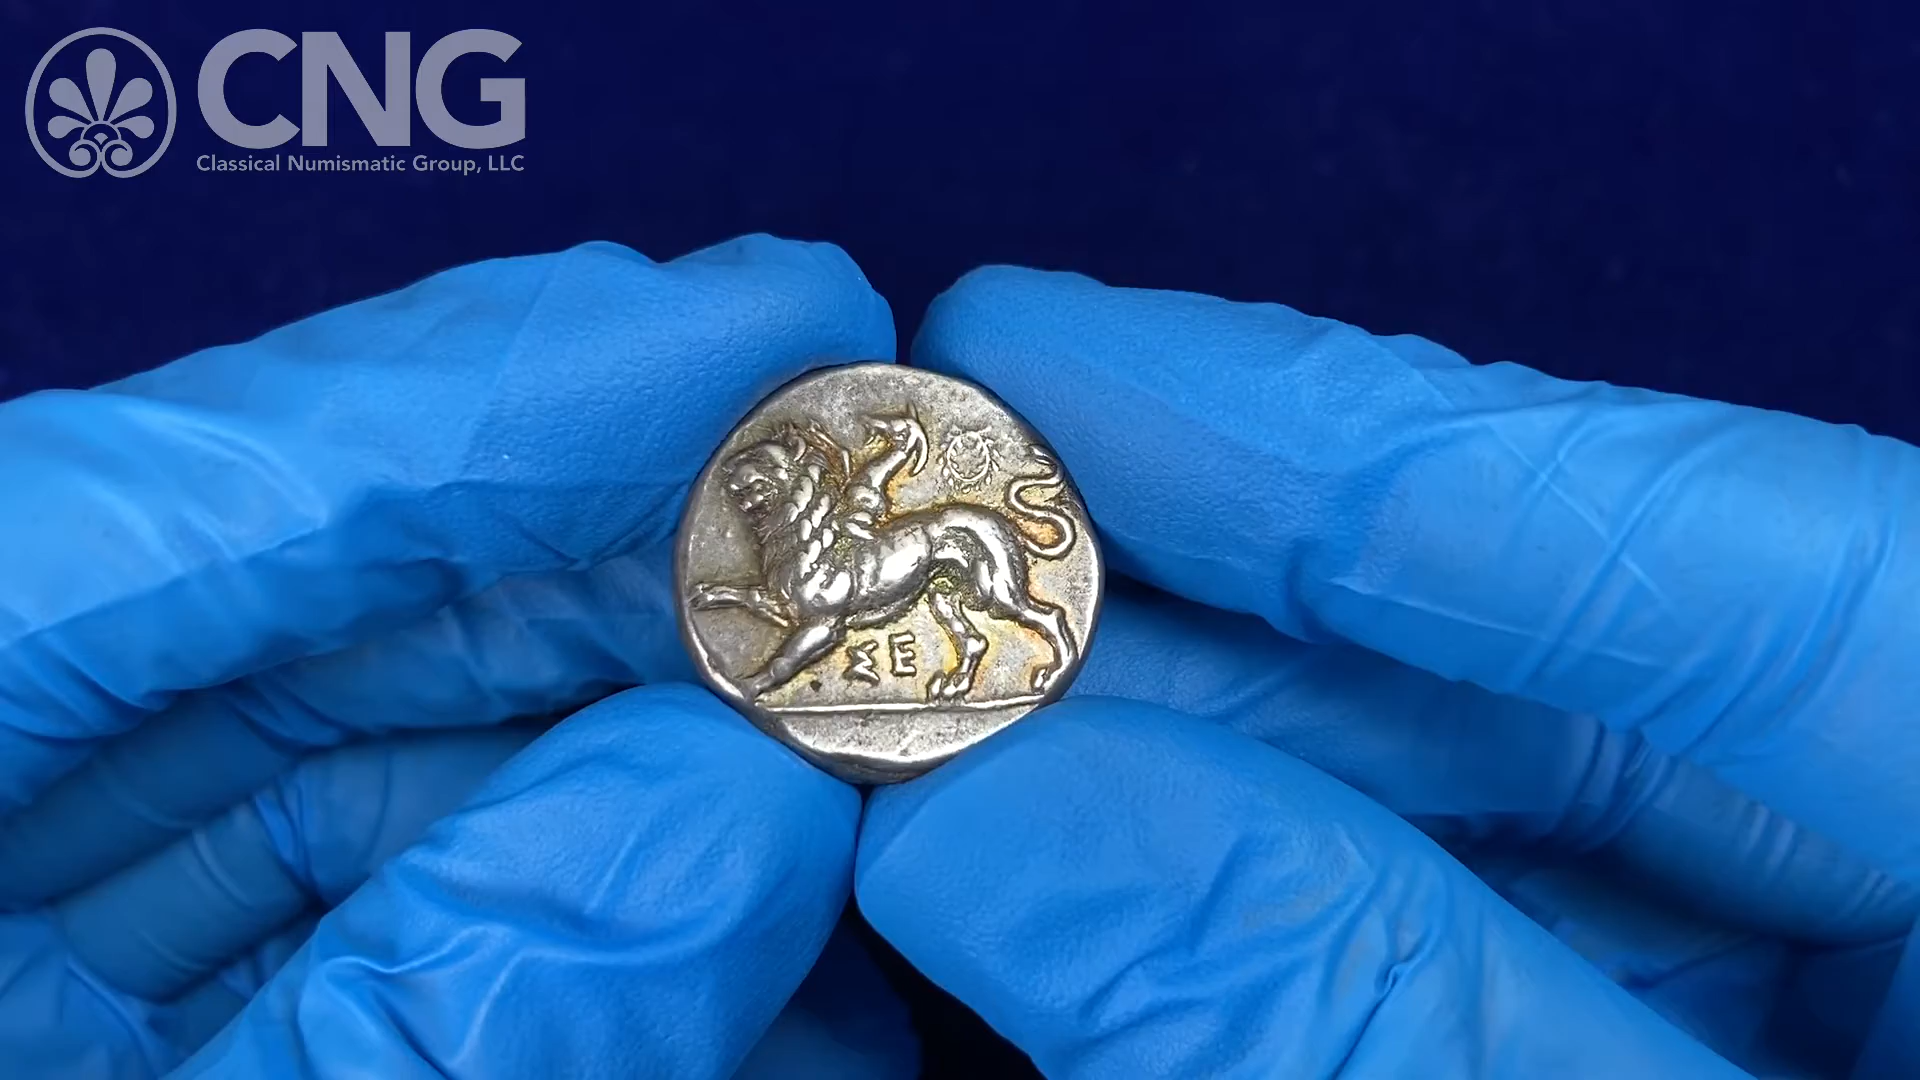 CNG
Classical Numismatic Group, LLC
ΣΕ